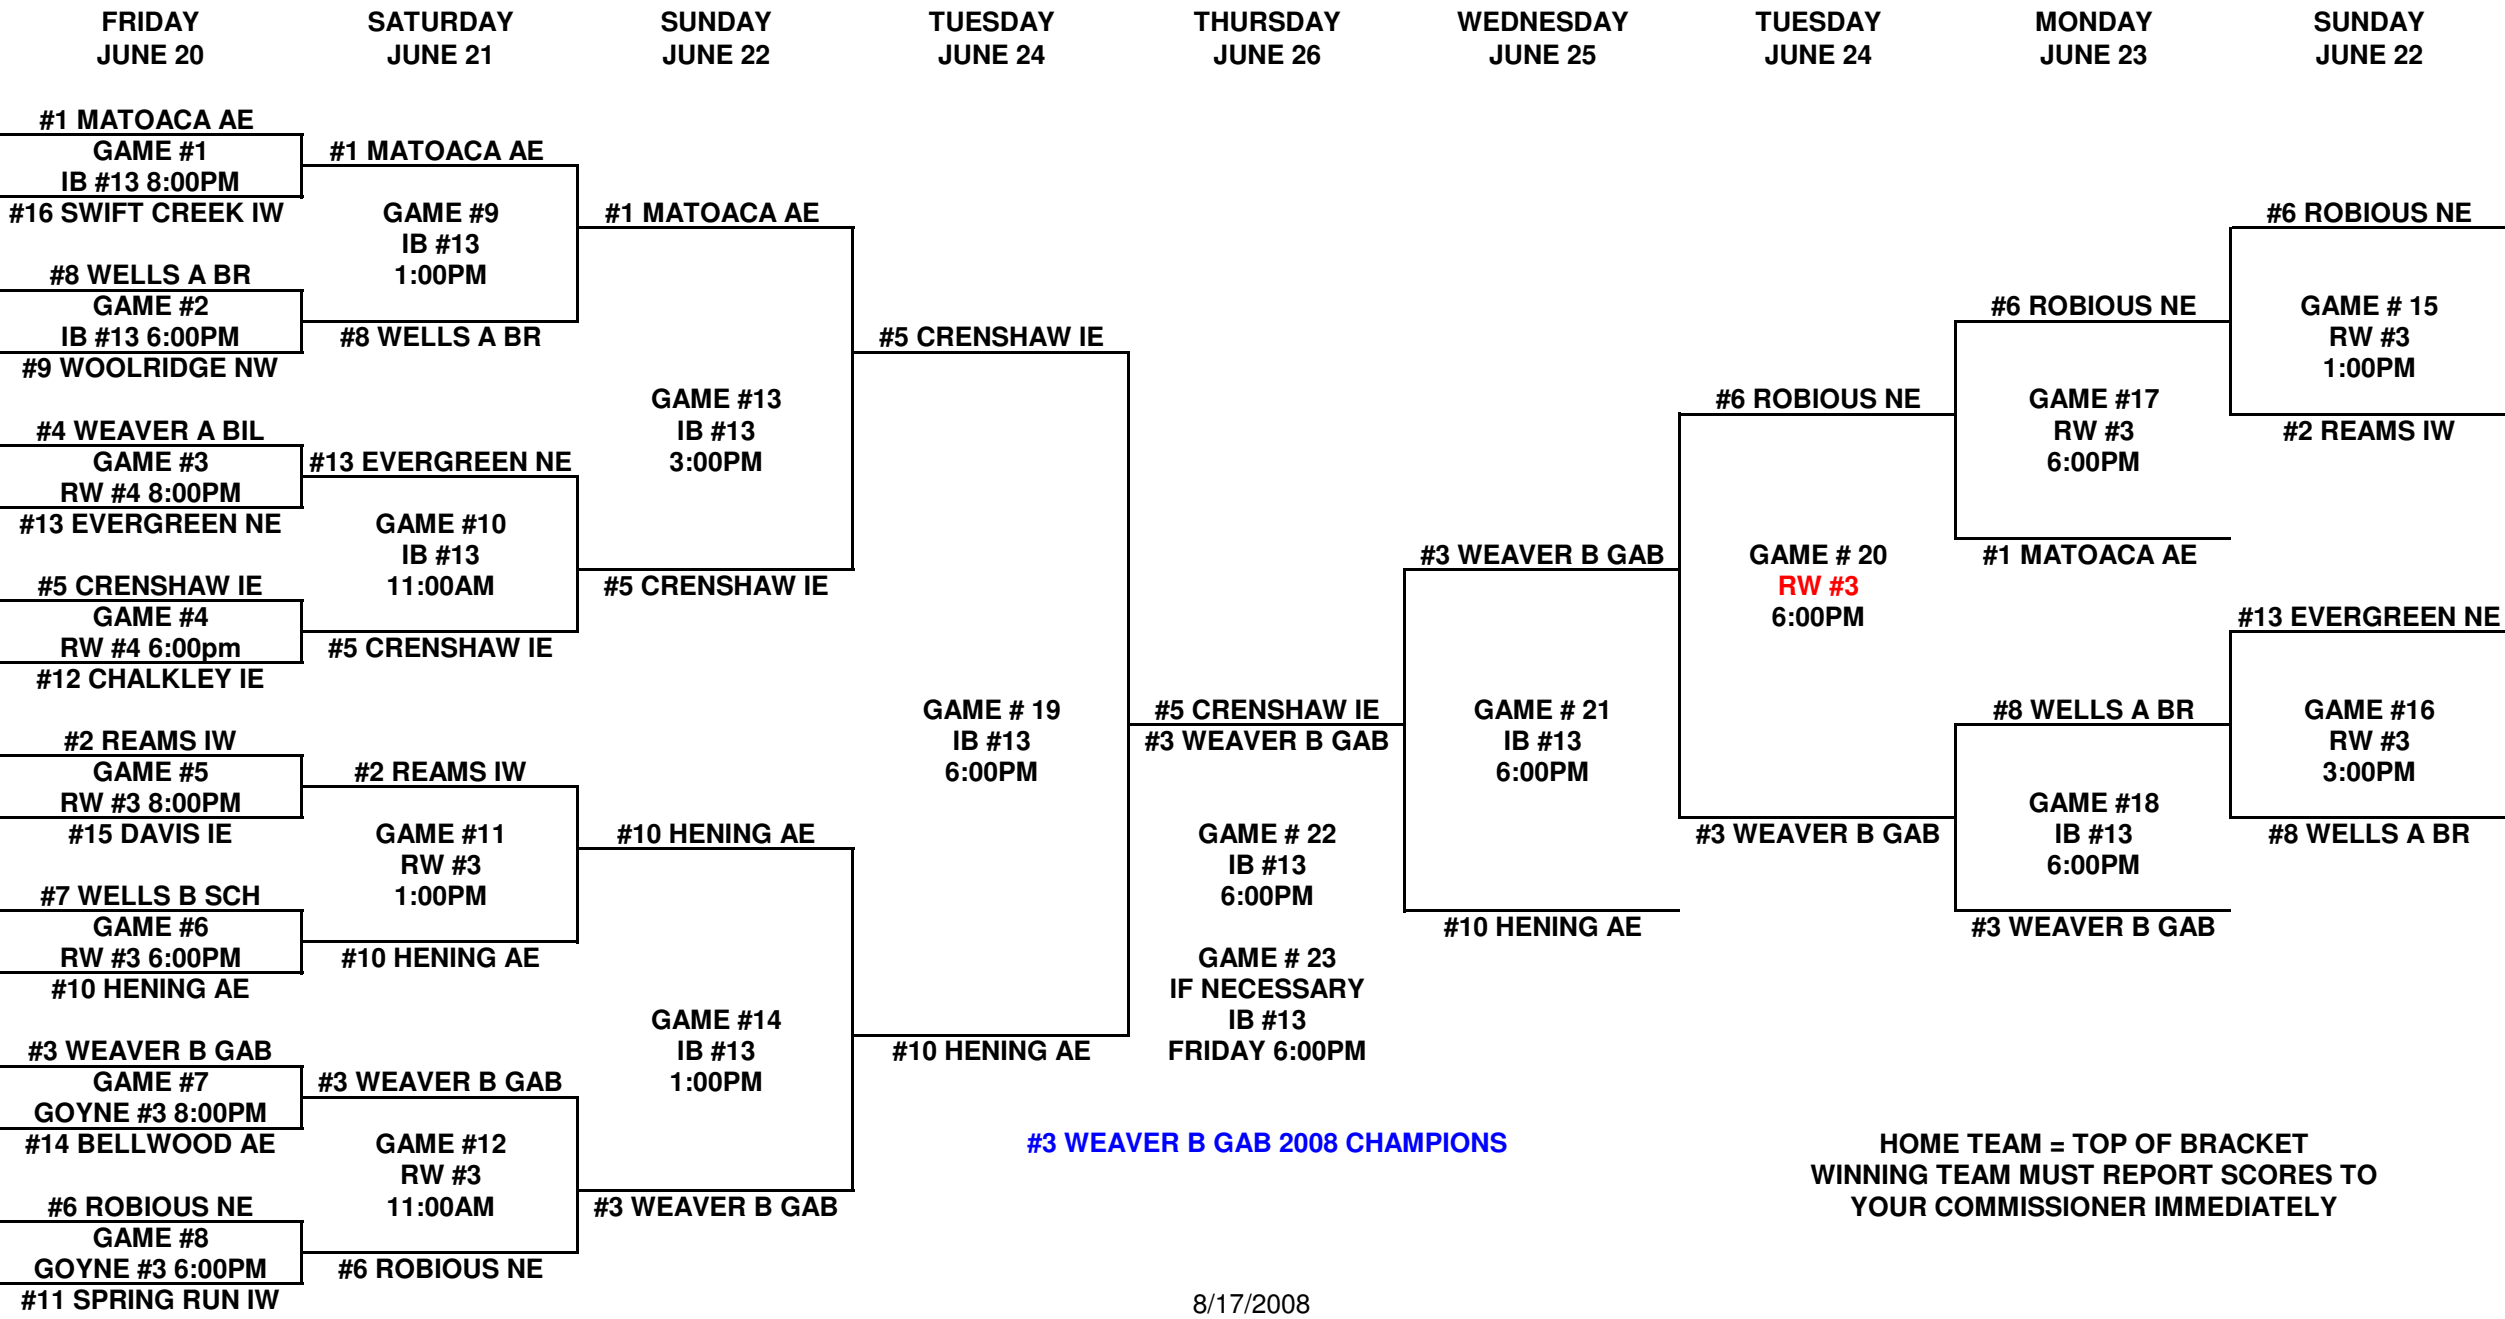 FRIDAY
JUNE 20
SATURDAY
JUNE 21
SUNDAY
JUNE 22
TUESDAY
JUNE 24
THURSDAY
JUNE 26
WEDNESDAY
JUNE 25
TUESDAY
JUNE 24
MONDAY
JUNE 23
SUNDAY
JUNE 22
#1 MATOACA AE
GAME #1
IB #13 8:00PM
#16 SWIFT CREEK IW
#8 WELLS A BR
GAME #2
IB #13 6:00PM
#9 WOOLRIDGE NW
#4 WEAVER A BIL
GAME #3
RW #4 8:00PM
#13 EVERGREEN NE
#5 CRENSHAW IE
GAME #4
RW #4 6:00pm
#12 CHALKLEY IE
#2 REAMS IW
GAME #5
RW #3 8:00PM
#15 DAVIS IE
#7 WELLS B SCH
GAME #6
RW #3 6:00PM
#10 HENING AE
#3 WEAVER B GAB
GAME #7
GOYNE #3 8:00PM
#14 BELLWOOD AE
#6 ROBIOUS NE
GAME #8
GOYNE #3 6:00PM
#11 SPRING RUN IW
#1 MATOACA AE
GAME #9
IB #13
1:00PM
#8 WELLS A BR
#13 EVERGREEN NE
GAME #10
IB #13
11:00AM
#5 CRENSHAW IE
#2 REAMS IW
GAME #11
RW #3
1:00PM
#10 HENING AE
#3 WEAVER B GAB
GAME #12
RW #3
11:00AM
#6 ROBIOUS NE
#1 MATOACA AE
GAME #13
IB #13
3:00PM
#5 CRENSHAW IE
#10 HENING AE
GAME #14
IB #13
1:00PM
#3 WEAVER B GAB
#5 CRENSHAW IE
GAME # 19
IB #13
6:00PM
#10 HENING AE
#5 CRENSHAW IE
#3 WEAVER B GAB
GAME # 22
IB #13
6:00PM
GAME # 23
IF NECESSARY
IB #13
FRIDAY 6:00PM
#3 WEAVER B GAB
GAME # 21
IB #13
6:00PM
#10 HENING AE
#6 ROBIOUS NE
GAME # 20
RW #3
6:00PM
#3 WEAVER B GAB
#6 ROBIOUS NE
GAME #17
RW #3
6:00PM
#1 MATOACA AE
#8 WELLS A BR
GAME #18
IB #13
6:00PM
#3 WEAVER B GAB
#6 ROBIOUS NE
GAME # 15
RW #3
1:00PM
#2 REAMS IW
#13 EVERGREEN NE
GAME #16
RW #3
3:00PM
#8 WELLS A BR
#3 WEAVER B GAB 2008 CHAMPIONS
HOME TEAM = TOP OF BRACKET
WINNING TEAM MUST REPORT SCORES TO
YOUR COMMISSIONER IMMEDIATELY
8/17/2008